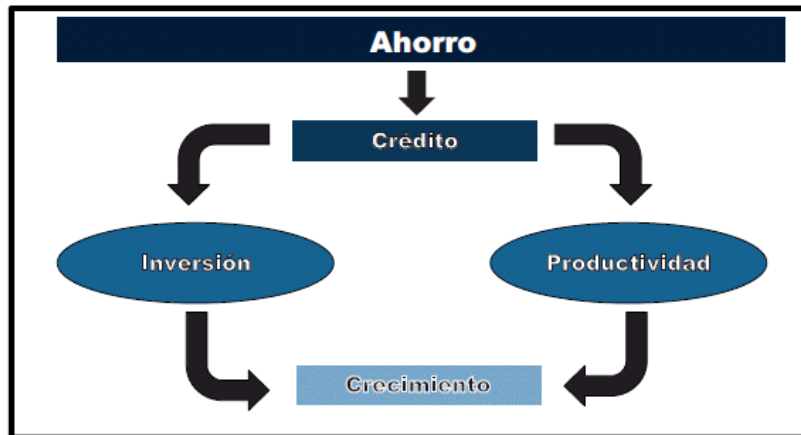 Ahorro
Crédito
Inversión
Productividad
Crecimiento